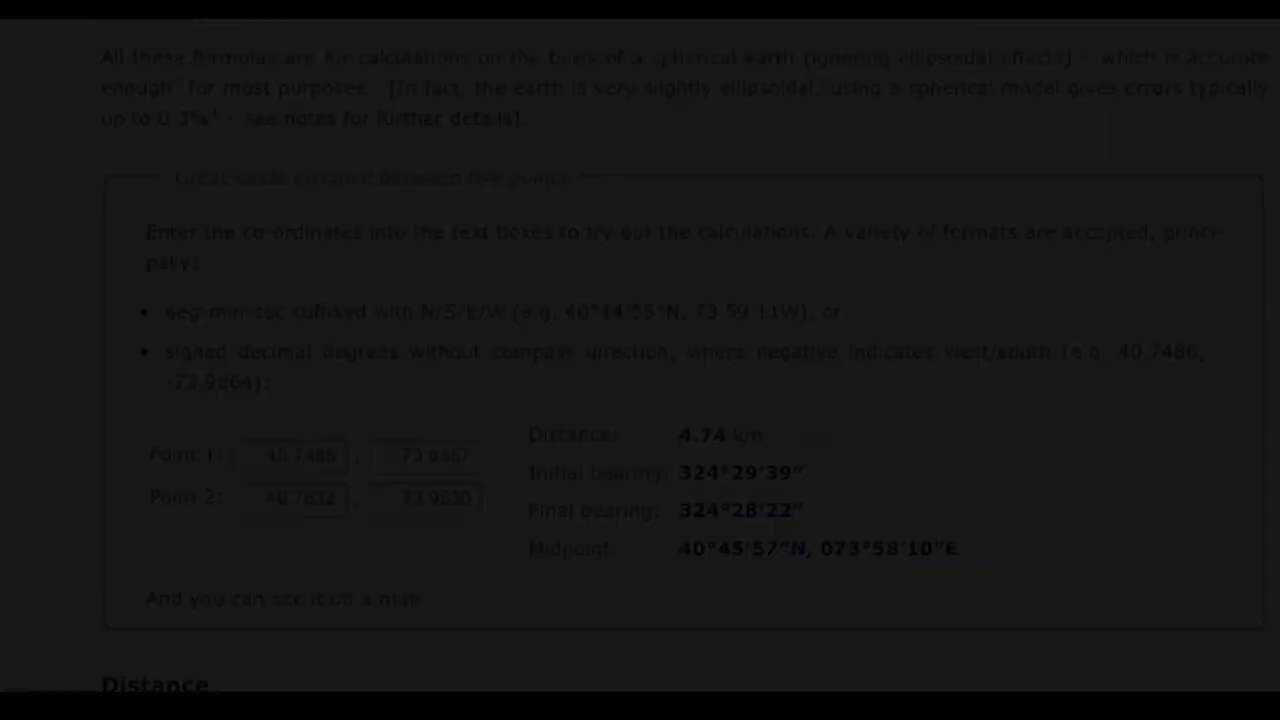 All these formulas are for calculations on the basis of a spherical earth (ignoring ellipsoidal effects) – which is accurate
enough* for most purposes… [In fact, the earth is very slightly ellipsoidal; using a spherical model gives errors typically
up to 0.3%¹ – see notes for further details]
Great-circle distance between two points
Enter the co-ordinates into the text boxes to try out the calculations. A variety of formats are accepted, princi-
pally:
• deg-min-sec suffixed with N/S/E/W (e.g. 40°44′55″N, 73 59 11W), or
• signed decimal degrees without compass direction, where negative indicates west/south (e.g. 40.7486,
-73.9864):
Point 1: 40.7486 ,
Point 2:
Distance: 4.74 km
Initial bearing: 324°29′39″
Final bearing: 324°28′22″
Midpoint: 40°45′57″N, 073°58′10″E
And you can see it on a map
Distance